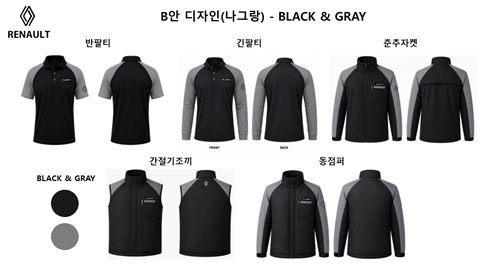 RENAULT
B안 디자인(나그랑) - BLACK & GRAY
반팔티
긴팔티
춘추자켓
FRONT
BACK
간절기조끼
동점퍼
BLACK & GRAY